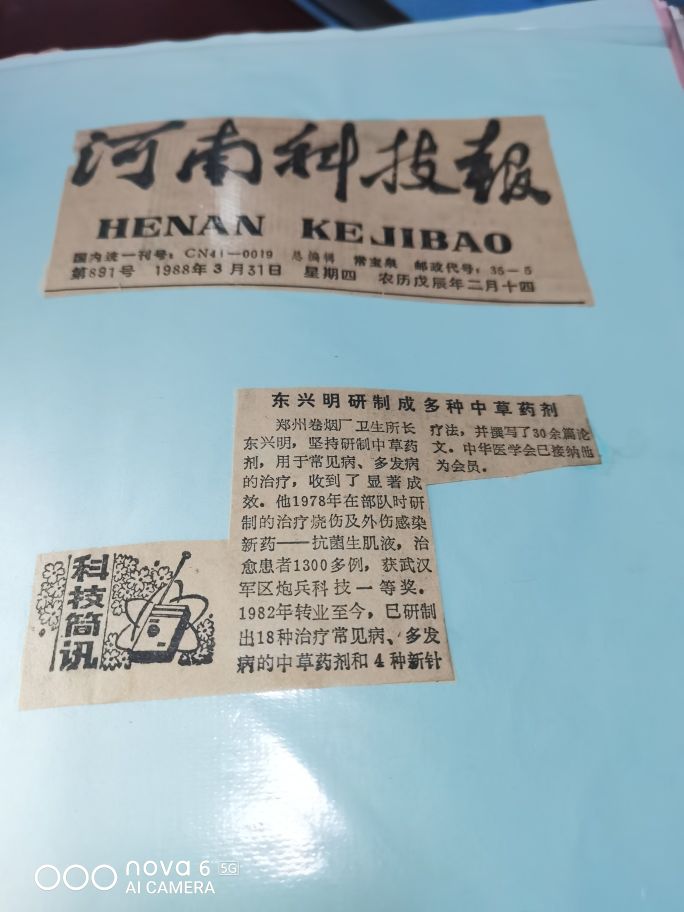 河南科技報
HENAN KEJIBAO
国内统一刊号：CN41—0019 总编辑 常宝泉 邮政代号：35—5
第891号 1988年3月31日 星期四 农历戊辰年二月十四
东兴明研制成多种中草药剂
郑州卷烟厂卫生所长
东兴明，坚持研制中草药
剂，用于常见病、多发病
的治疗，收到了显著成
效。他1978年在部队时研
制的治疗烧伤及外伤感染
新药——抗菌生肌液，治
愈患者1300多例，获武汉
军区炮兵科技一等奖。
1982年转业至今，已研制
出18种治疗常见病、多发
病的中草药剂和4种新针
疗法，并撰写了30余篇论
文。中华医学会已接纳他
为会员。
科技简讯
nova 6 5G
AI CAMERA